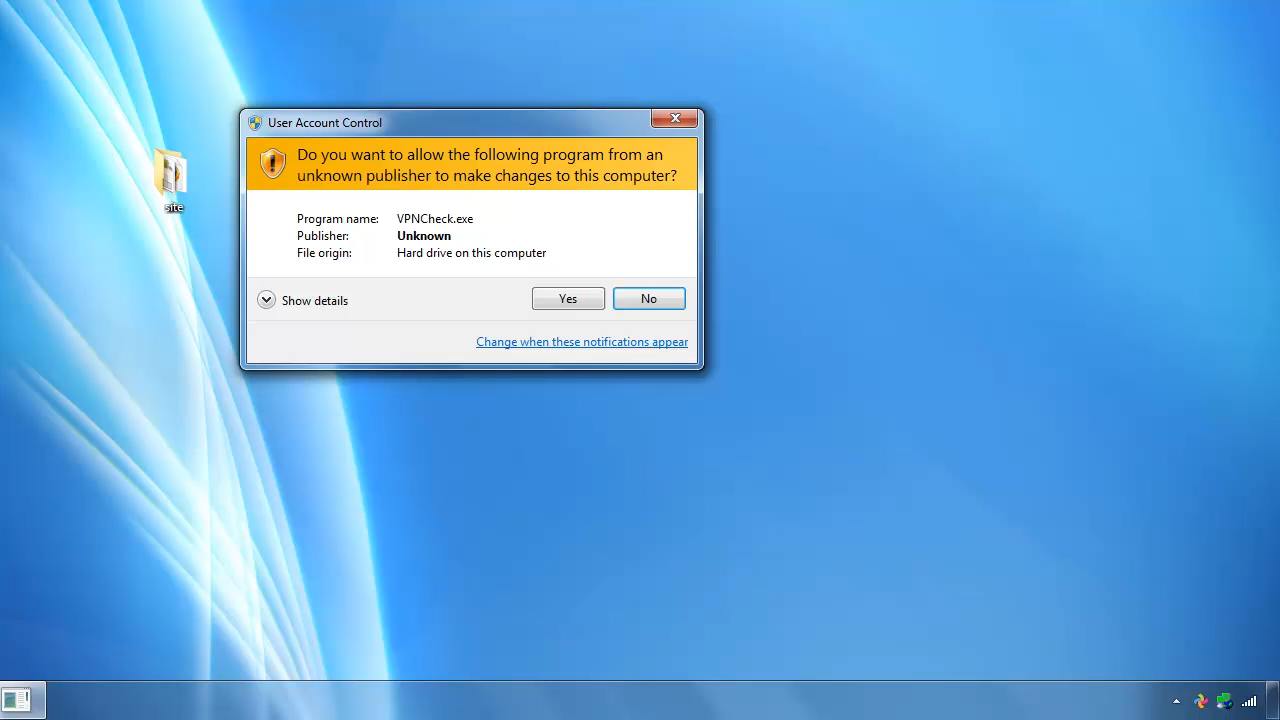 User Account Control
Do you want to allow the following program from an
unknown publisher to make changes to this computer?
site
Program name: VPNCheck.exe
Publisher: Unknown
File origin: Hard drive on this computer
Show details
Yes
No
Change when these notifications appear